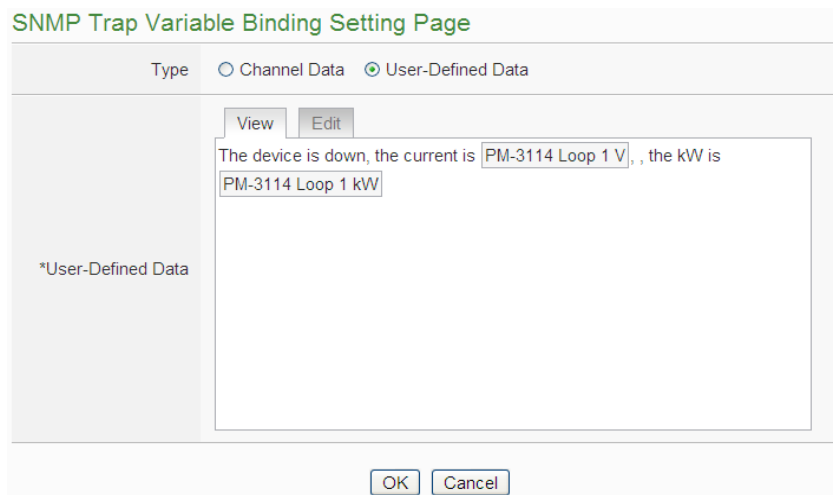 SNMP Trap Variable Binding Setting Page
Type Channel Data User-Defined Data
View Edit
The device is down, the current is PM-3114 Loop 1 V, , the kW is
PM-3114 Loop 1 kW
*User-Defined Data
OK Cancel